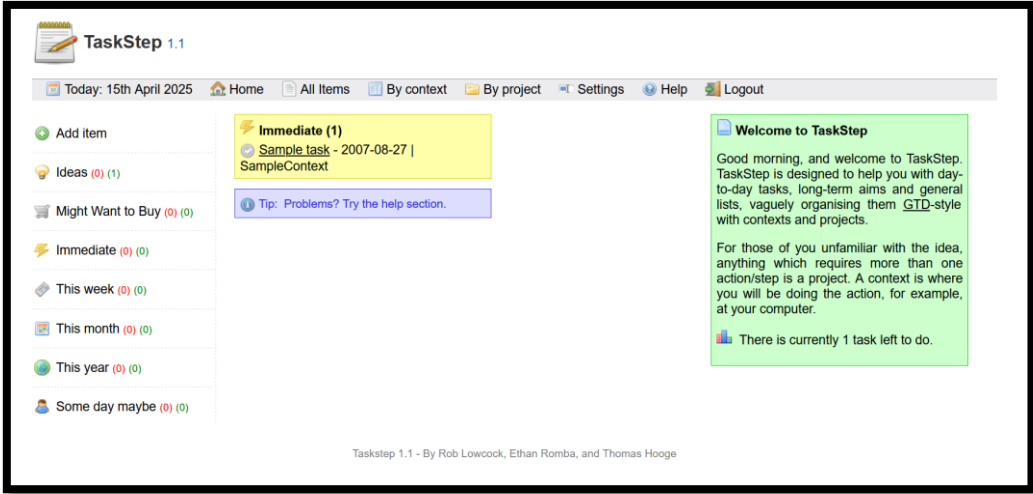 TaskStep 1.1
Today: 15th April 2025 Home All Items By context By project Settings Help Logout
Add item
Ideas (0) (1)
Might Want to Buy (0) (0)
Immediate (0) (0)
This week (0) (0)
This month (0) (0)
This year (0) (0)
Some day maybe (0) (0)
Immediate (1)
Sample task - 2007-08-27 |
SampleContext
Tip: Problems? Try the help section.
Welcome to TaskStep
Good morning, and welcome to TaskStep.
TaskStep is designed to help you with day-
to-day tasks, long-term aims and general
lists, vaguely organising them GTD-style
with contexts and projects.
For those of you unfamiliar with the idea,
anything which requires more than one
action/step is a project. A context is where
you will be doing the action, for example,
at your computer.
There is currently 1 task left to do.
Taskstep 1.1 - By Rob Lowcock, Ethan Romba, and Thomas Hooge